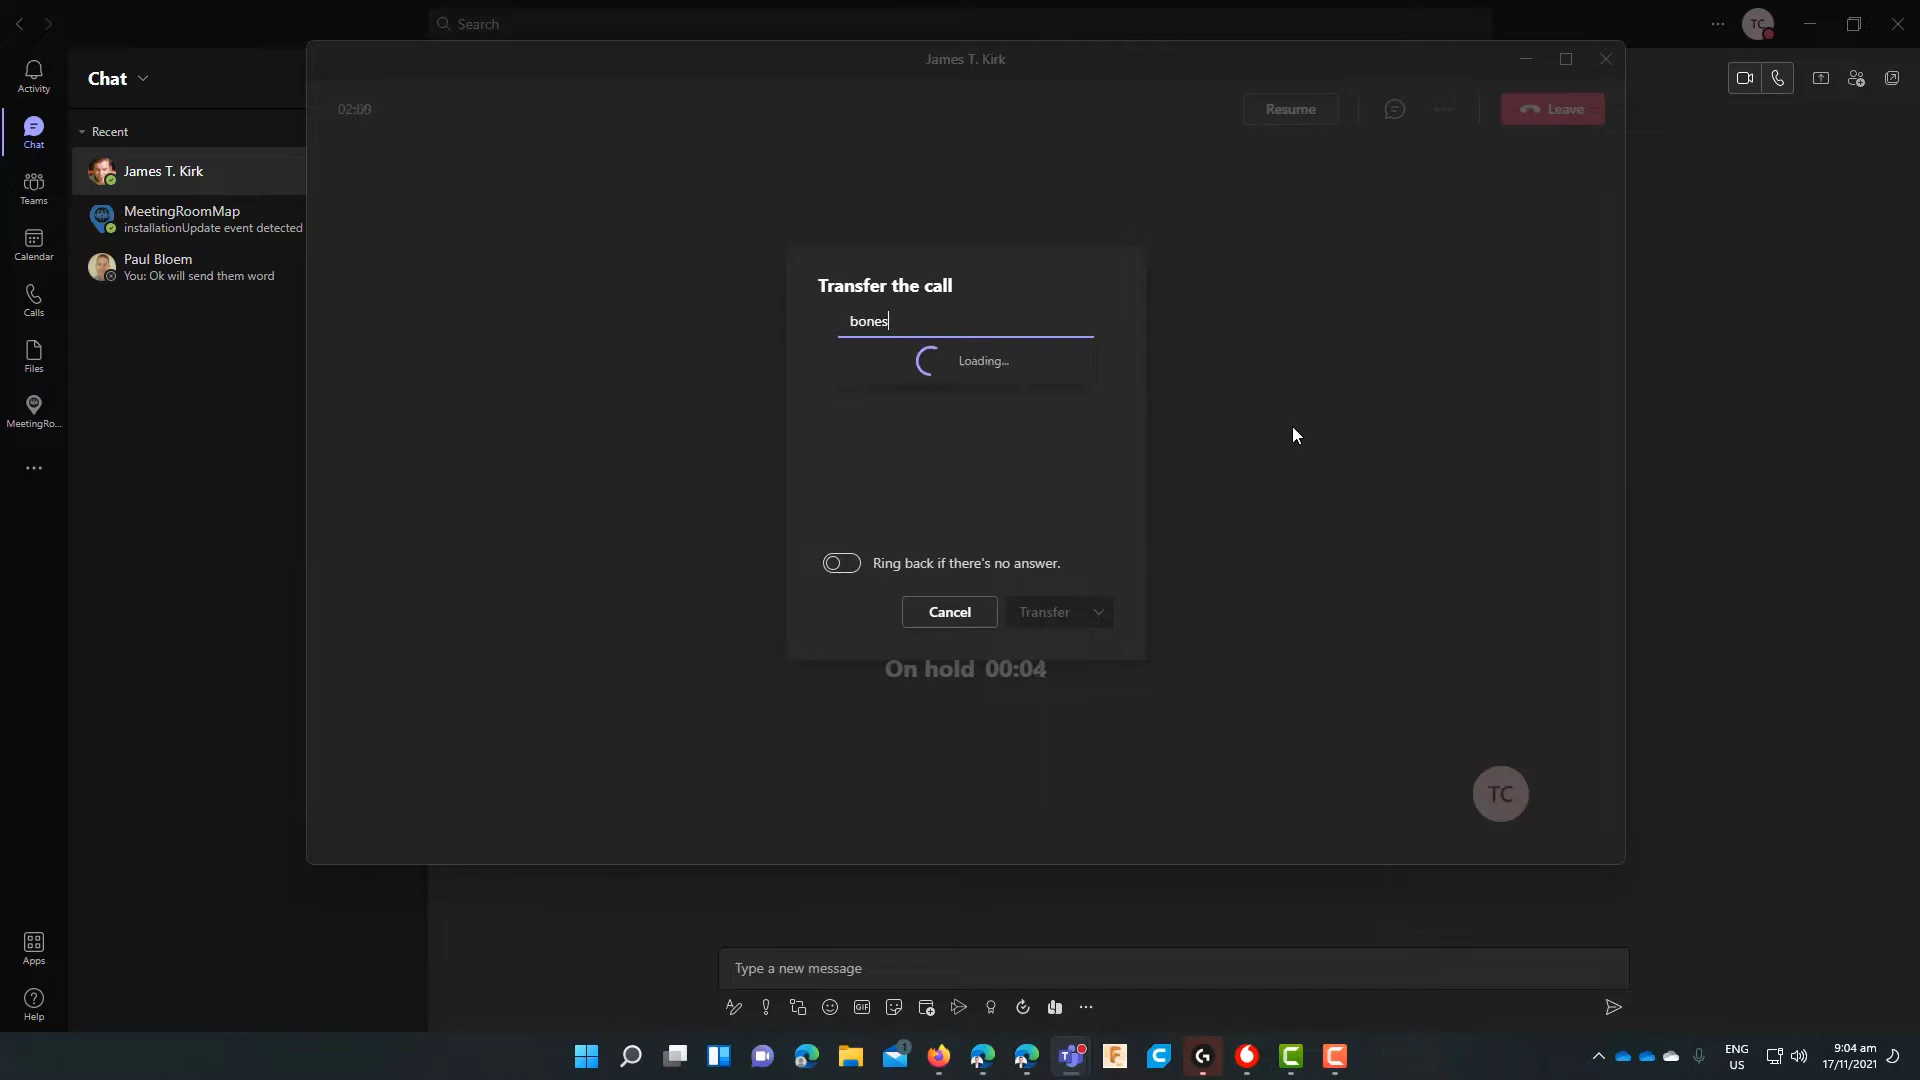 Search
TC
James T. Kirk
Activity
Chat
Chat
Teams
Calendar
Calls
Files
MeetingRo...
Apps
Help
Recent
James T. Kirk
MeetingRoomMap
installationUpdate event detected
Paul Bloem
You: Ok will send them word
Resume
Leave
Transfer the call
bones
Loading...
Ring back if there's no answer.
Cancel
Transfer
On hold 00:04
TC
Type a new message
GIF
1
ENG
US
9:04 am
17/11/2021